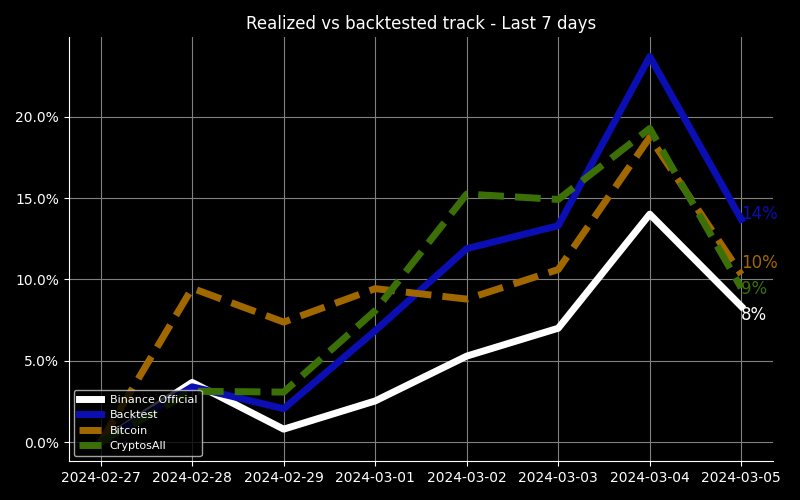 Realized vs backtested track - Last 7 days
20.0%
15.0%
10.0%
5.0%
0.0%
14%
10%
9%
8%
Binance Official
Backtest
Bitcoin
CryptosAll
2024-02-27 2024-02-28 2024-02-29 2024-03-01 2024-03-02 2024-03-03 2024-03-04 2024-03-05